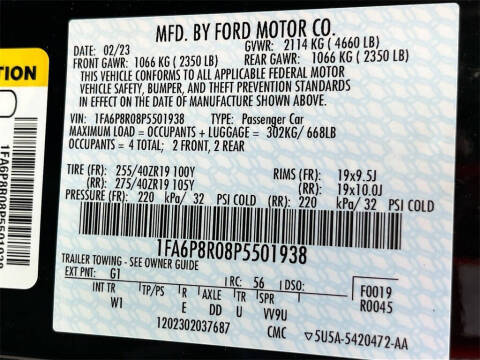 MFD. BY FORD MOTOR CO.
DATE: 02/23 GVWR: 2114 KG (4660 LB)
FRONT GAWR: 1066 KG (2350 LB) REAR GAWR: 1066 KG (2350 LB)
THIS VEHICLE CONFORMS TO ALL APPLICABLE FEDERAL MOTOR
VEHICLE SAFETY, BUMPER, AND THEFT PREVENTION STANDARDS
IN EFFECT ON THE DATE OF MANUFACTURE SHOWN ABOVE.
VIN: 1FA6P8R08P5501938 TYPE: Passenger Car
MAXIMUM LOAD = OCCUPANTS + LUGGAGE = 302KG/668LB
OCCUPANTS = 4 TOTAL; 2 FRONT, 2 REAR
TIRE (FR): 255/40ZR19 100Y RIMS (FR): 19x9.5J
(RR): 275/40ZR19 105Y (RR): 19x10.0J
PRESSURE (FR): 220 kPa/ 32 PSI COLD (RR): 220 kPa/ 32 PSI COLD
1FA6P8R08P5501938
TRAILER TOWING - SEE OWNER GUIDE
EXT PNT: G1 RC: 56 DSO: F0019
INT TR TP/PS R AXLE TR SPR R0045
W1 E DD U VV9U
1202302037687 CMC 5U5A-5420472-AA
1FA6P8R08P5501938